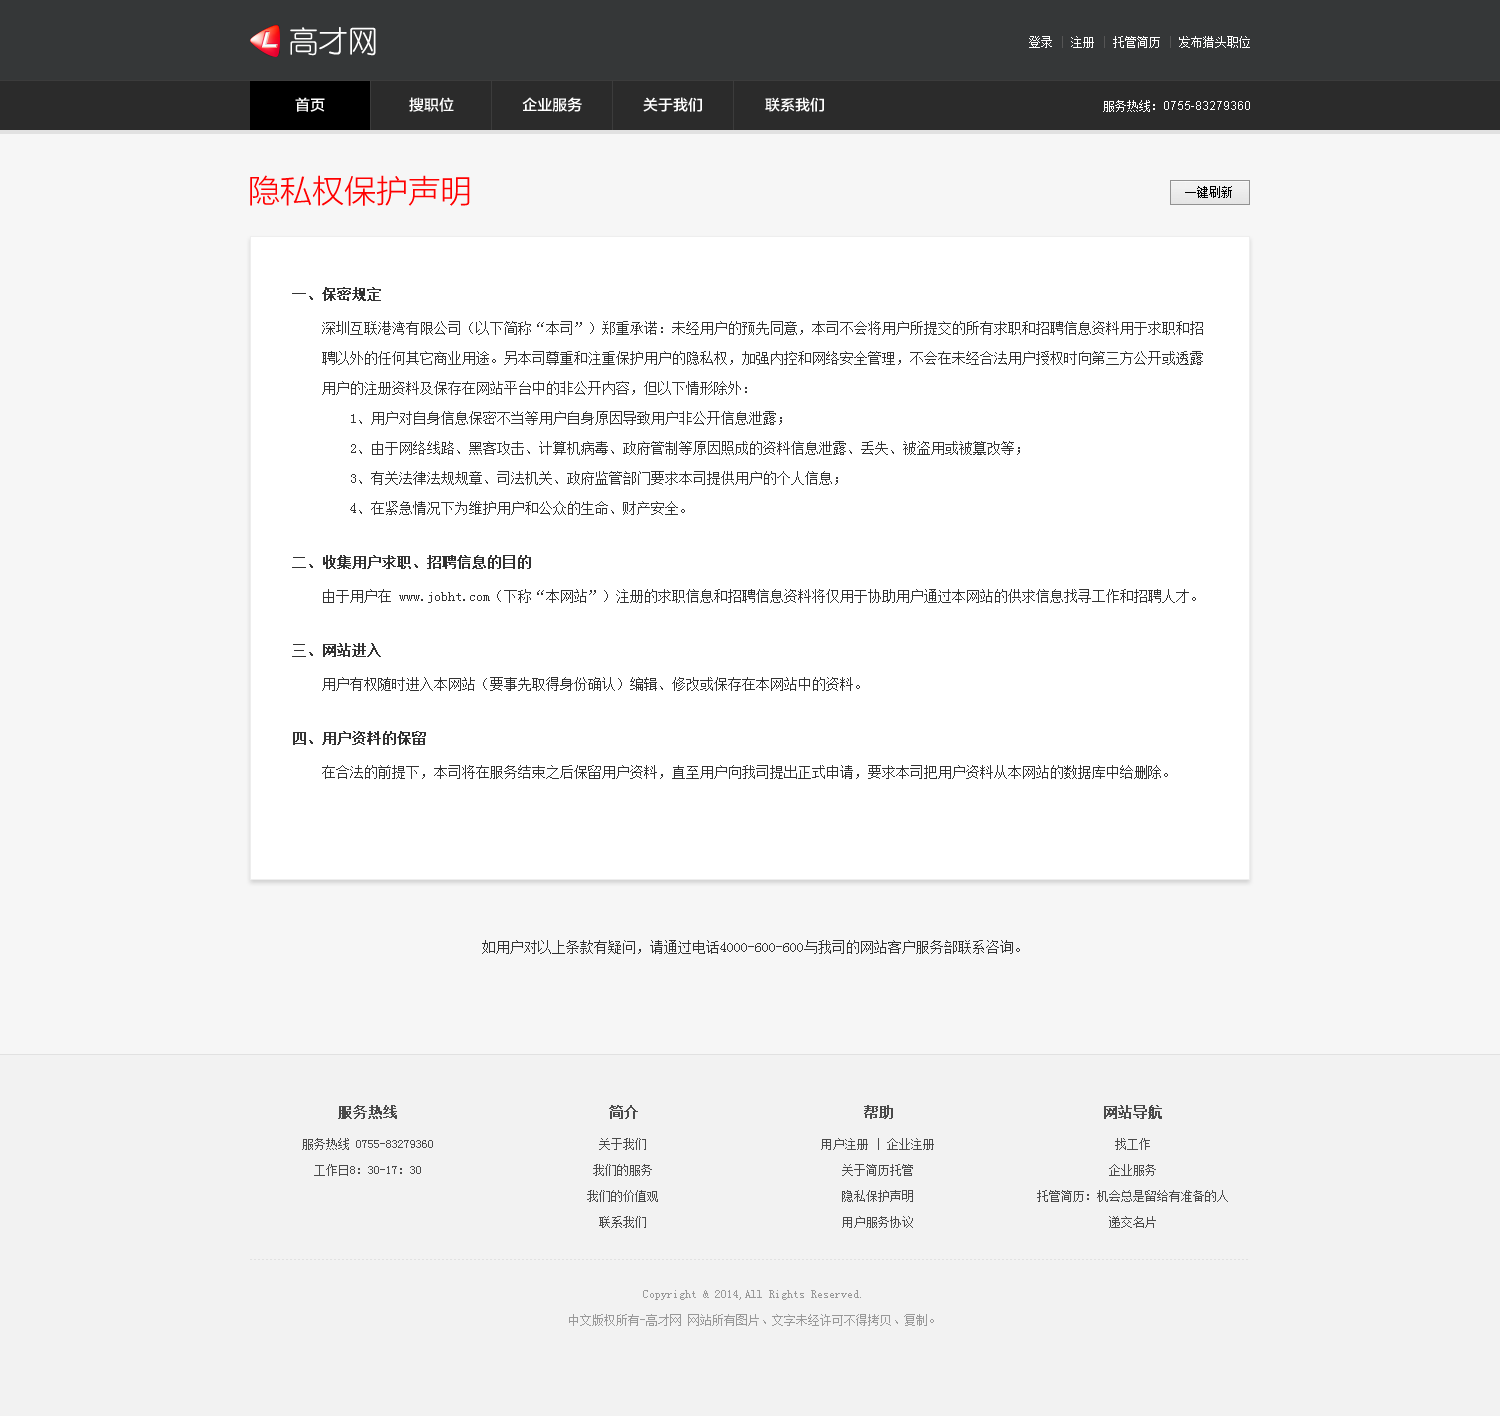 高才网
登录 | 注册 | 托管简历 | 发布猎头职位
首页 搜职位 企业服务 关于我们 联系我们 服务热线：0755-83279360
隐私权保护声明
一键刷新
一、保密规定
深圳互联港湾有限公司（以下简称“本司”）郑重承诺：未经用户的预先同意，本司不会将用户所提交的所有求职和招聘信息资料用于求职和招
聘以外的任何其它商业用途。另本司尊重和注重保护用户的隐私权，加强内控和网络安全管理，不会在未经合法用户授权时向第三方公开或透露
用户的注册资料及保存在网站平台中的非公开内容，但以下情形除外：
1、用户对自身信息保密不当等用户自身原因导致用户非公开信息泄露；
2、由于网络线路、黑客攻击、计算机病毒、政府管制等原因照成的资料信息泄露、丢失、被盗用或被篡改等；
3、有关法律法规规章、司法机关、政府监管部门要求本司提供用户的个人信息；
4、在紧急情况下为维护用户和公众的生命、财产安全。
二、收集用户求职、招聘信息的目的
由于用户在 www.jobht.com（下称“本网站”）注册的求职信息和招聘信息资料将仅用于协助用户通过本网站的供求信息找寻工作和招聘人才。
三、网站进入
用户有权随时进入本网站（要事先取得身份确认）编辑、修改或保存在本网站中的资料。
四、用户资料的保留
在合法的前提下，本司将在服务结束之后保留用户资料，直至用户向我司提出正式申请，要求本司把用户资料从本网站的数据库中给删除。
如用户对以上条款有疑问，请通过电话4000-600-600与我司的网站客户服务部联系咨询。
服务热线
服务热线 0755-83279360
工作日8：30-17：30
简介
关于我们
我们的服务
我们的价值观
联系我们
帮助
用户注册 | 企业注册
关于简历托管
隐私保护声明
用户服务协议
网站导航
找工作
企业服务
托管简历：机会总是留给有准备的人
递交名片
Copyright & 2014,All Rights Reserved.
中文版权所有-高才网 网站所有图片、文字未经许可不得拷贝、复制。